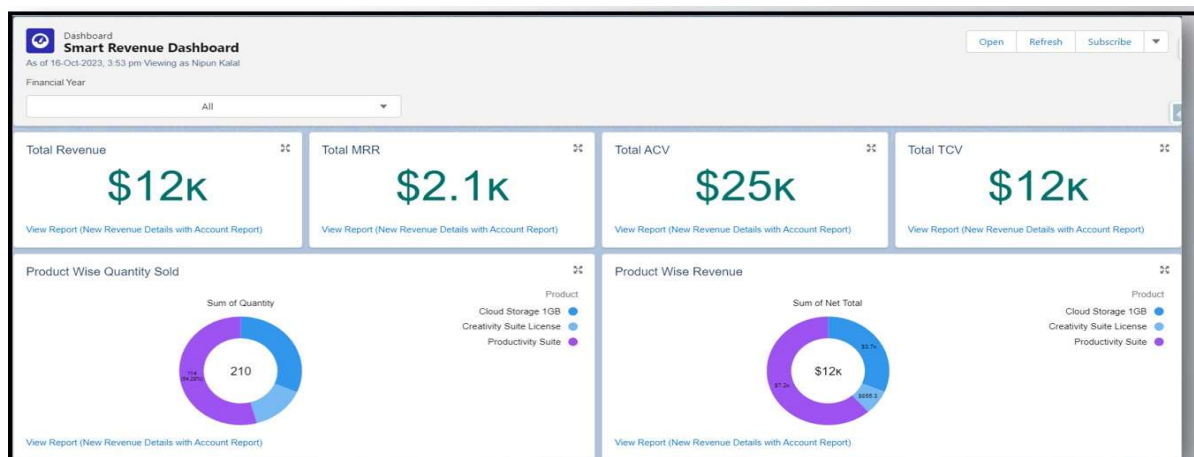 Dashboard
Smart Revenue Dashboard
As of 16-Oct-2023, 3:53 pm Viewing as Nipun Kalal
Open
Refresh
Subscribe
Financial Year
All
Total Revenue
$12K
View Report (New Revenue Details with Account Report)
Total MRR
$2.1K
View Report (New Revenue Details with Account Report)
Total ACV
$25K
View Report (New Revenue Details with Account Report)
Total TCV
$12K
View Report (New Revenue Details with Account Report)
Product Wise Quantity Sold
Sum of Quantity
210
Product
Cloud Storage 1GB
Creativity Suite License
Productivity Suite
View Report (New Revenue Details with Account Report)
Product Wise Revenue
Sum of Net Total
$3.7K
$7.2K
$12K
Product
Cloud Storage 1GB
Creativity Suite License
Productivity Suite
View Report (New Revenue Details with Account Report)